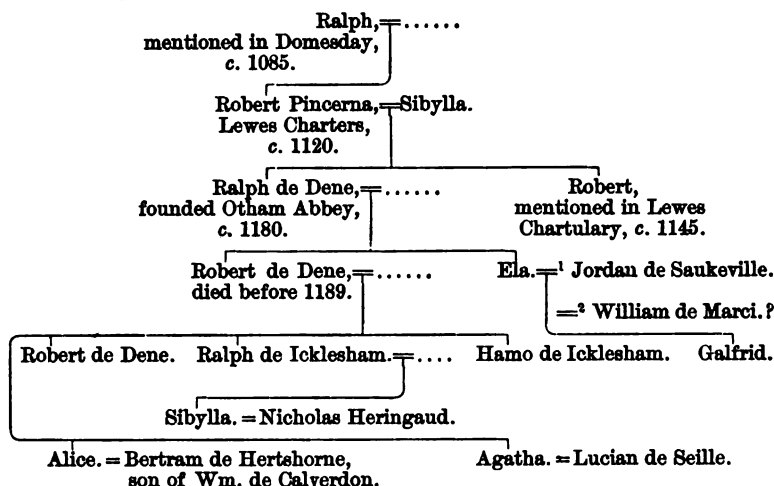 Ralph,=......
mentioned in Domesday,
c. 1085.
Robert Pincerna,=Sibylla.
Lewes Charters,
c. 1120.
Ralph de Dene,=......
founded Otham Abbey,
c. 1180.
Robert,
mentioned in Lewes
Chartulary, c. 1145.
Robert de Dene,=......
died before 1189.
Ela.=¹ Jordan de Saukeville.
=² William de Marci.?
Robert de Dene.
Ralph de Icklesham.=....
Hamo de Icklesham.
Galfrid.
Sibylla.=Nicholas Heringaud.
Alice.=Bertram de Hertshorne,
son of Wm. de Calverdon.
Agatha.=Lucian de Seille.